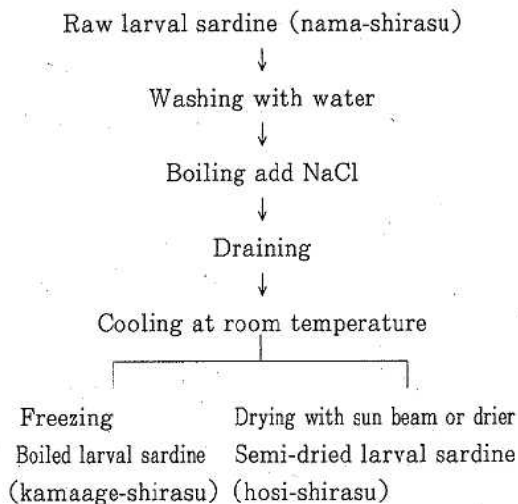 Raw larval sardine (nama-shirasu)
↓
Washing with water
↓
Boiling add NaCl
↓
Draining
↓
Cooling at room temperature
Freezing
Boiled larval sardine
(kamaage-shirasu)
Drying with sun beam or drier
Semi-dried larval sardine
(hosi-shirasu)